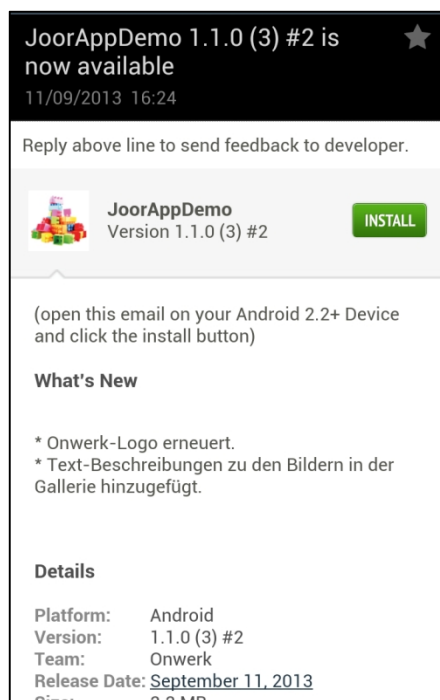 JoorAppDemo 1.1.0 (3) #2 is
now available
11/09/2013 16:24
Reply above line to send feedback to developer.
JoorAppDemo
Version 1.1.0 (3) #2
INSTALL
(open this email on your Android 2.2+ Device
and click the install button)
What's New
* Onwerk-Logo erneuert.
* Text-Beschreibungen zu den Bildern in der
Gallerie hinzugefügt.
Details
Platform: Android
Version: 1.1.0 (3) #2
Team: Onwerk
Release Date: September 11, 2013